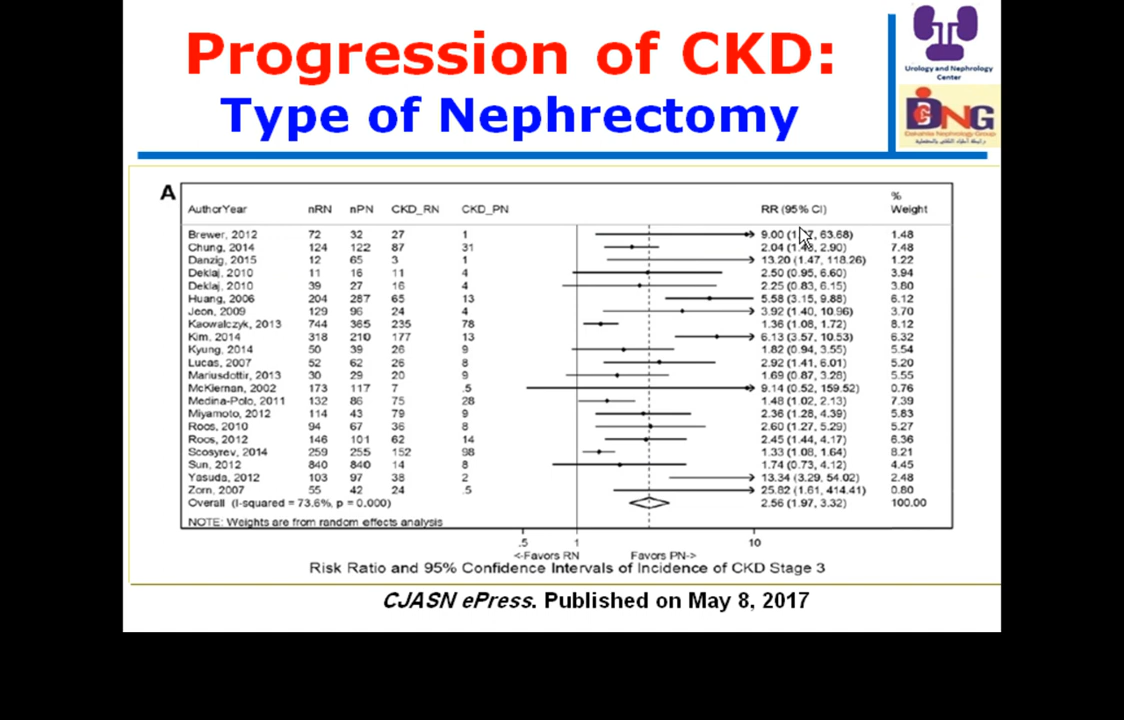 Progression of CKD:
Type of Nephrectomy
Urology and Nephrology
Center
DNG
Dakahlia Nephrology Group
A
AuthorYear nRN nPN CKD_RN CKD_PN RR (95% CI) % Weight
Brewer, 2012 72 32 27 1 9.00 63.68) 1.48
Chung, 2014 124 122 87 31 2.04 2.90) 7.48
Danzig, 2015 12 65 3 1 13.20 (1.47, 118.26) 1.22
Deklaj, 2010 11 16 11 4 2.50 (0.95, 6.60) 3.94
Deklaj, 2010 39 27 16 4 2.25 (0.83, 6.15) 3.80
Huang, 2006 204 287 65 13 5.58 (3.15, 9.88) 6.12
Jeon, 2009 129 96 24 4 3.92 (1.40, 10.96) 3.70
Kaowalczyk, 2013 744 365 235 78 1.36 (1.08, 1.72) 8.12
Kim, 2014 318 210 177 13 6.13 (3.57, 10.53) 6.32
Kyung, 2014 50 39 26 9 1.82 (0.94, 3.55) 5.54
Lucas, 2007 52 62 26 8 2.92 (1.41, 6.01) 5.20
Mariusdottir, 2013 30 29 20 9 1.69 (0.87, 3.28) 5.55
McKiernan, 2002 173 117 7 .5 9.14 (0.52, 159.52) 0.76
Medina-Polo, 2011 132 86 75 28 1.48 (1.02, 2.13) 7.39
Miyamoto, 2012 114 43 79 9 2.36 (1.28, 4.39) 5.83
Roos, 2010 94 67 36 8 2.60 (1.27, 5.29) 5.27
Roos, 2012 146 101 62 14 2.45 (1.44, 4.17) 6.36
Scosyrev, 2014 259 255 152 98 1.33 (1.08, 1.64) 8.21
Sun, 2012 840 840 14 8 1.74 (0.73, 4.12) 4.45
Yasuda, 2012 103 97 38 2 13.34 (3.29, 54.02) 2.48
Zorn, 2007 55 42 24 .5 25.82 (1.61, 414.41) 0.80
Overall (I-squared = 73.6%, p = 0.000) 2.56 (1.97, 3.32) 100.00
NOTE: Weights are from random effects analysis
.5 1 10
<-Favors RN Favors PN->
Risk Ratio and 95% Confidence Intervals of Incidence of CKD Stage 3
CJASN ePress. Published on May 8, 2017